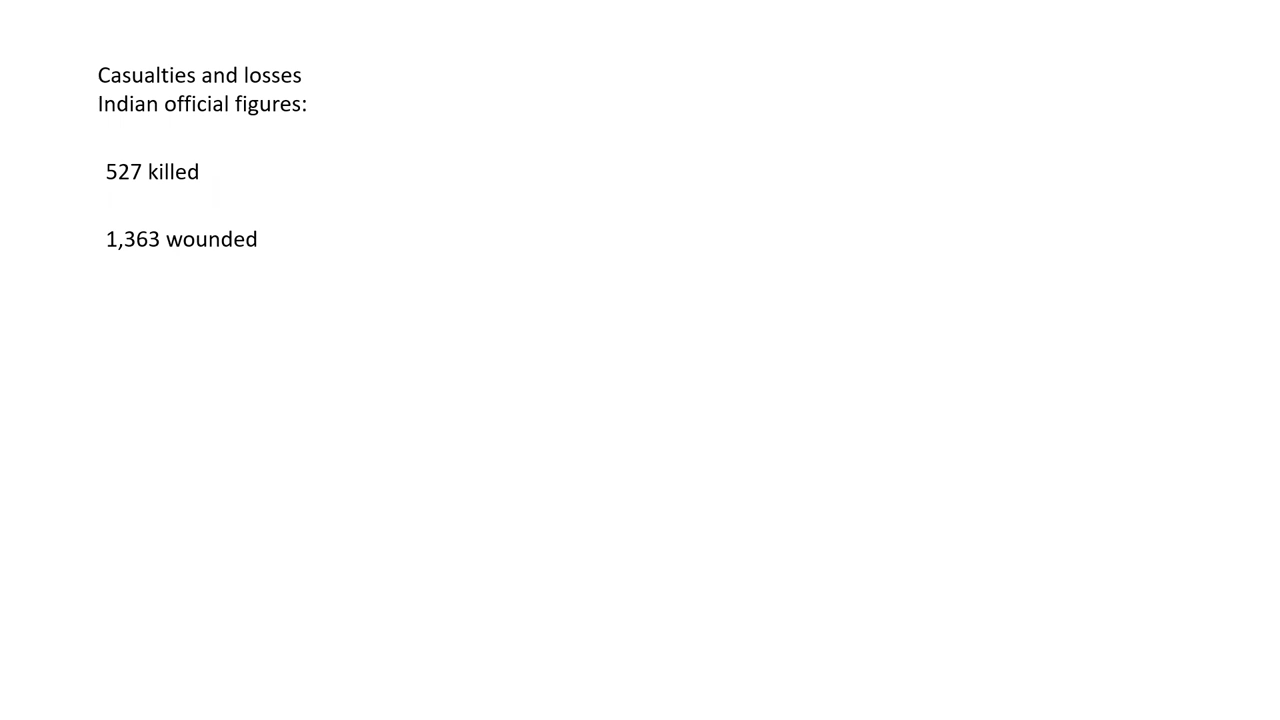 Casualties and losses
Indian official figures:
527 killed
1,363 wounded